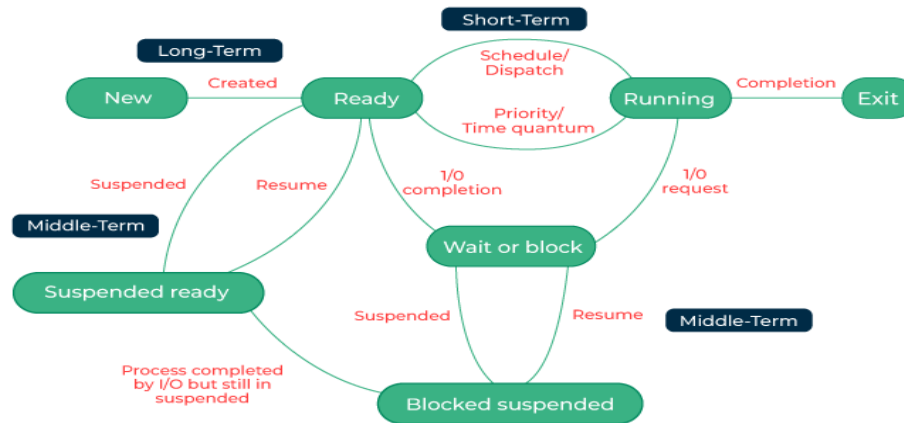 Short-Term
Long-Term
Schedule/
Dispatch
Created
Completion
New
Ready
Running
Exit
Priority/
Time quantum
Suspended
Resume
1/0
completion
1/0
request
Middle-Term
Wait or block
Suspended ready
Suspended
Resume
Middle-Term
Process completed
by I/O but still in
suspended
Blocked suspended